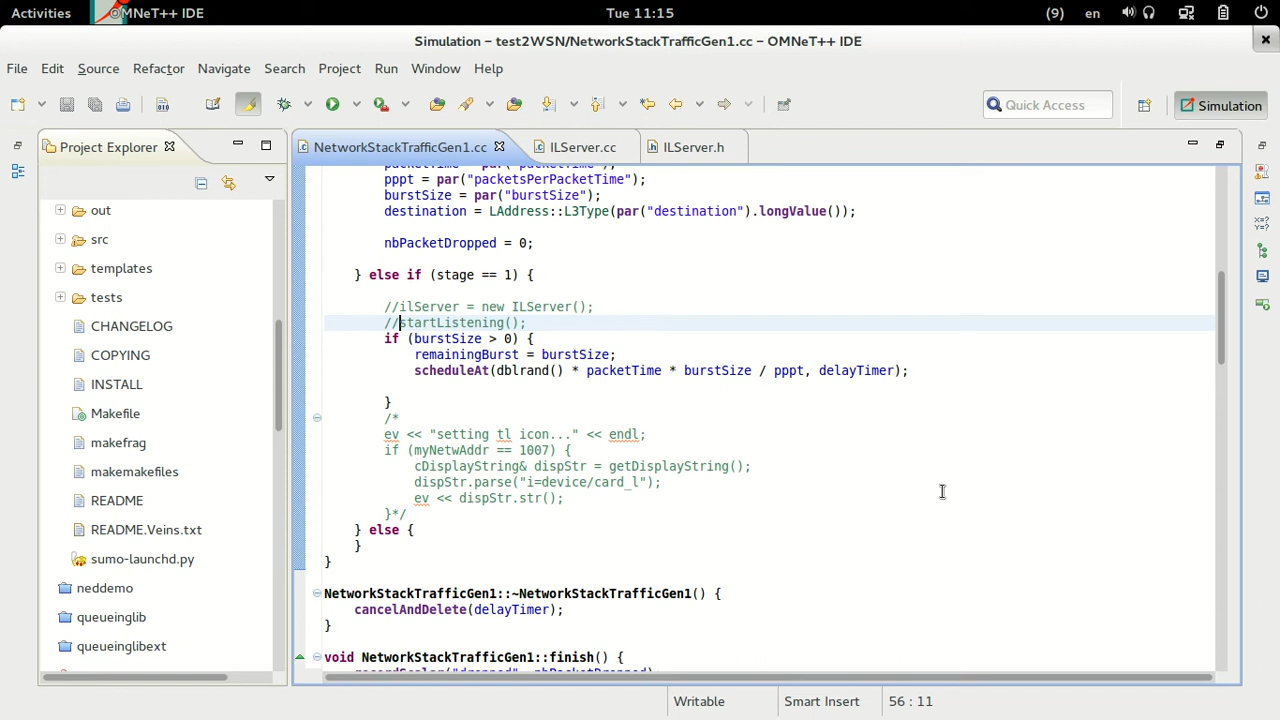 Activities OMNeT++ IDE Tue 11:15 (9) en
Simulation - test2WSN/NetworkStackTrafficGen1.cc - OMNeT++ IDE
File Edit Source Refactor Navigate Search Project Run Window Help
Quick Access Simulation
Project Explorer
out
src
templates
tests
CHANGELOG
COPYING
INSTALL
Makefile
makefrag
makemakefiles
README
README.Veins.txt
sumo-launchd.py
neddemo
queueinglib
queueinglibext
NetworkStackTrafficGen1.cc ILServer.cc ILServer.h
packetTime = par("packetTime");
pppt = par("packetsPerPacketTime");
burstSize = par("burstSize");
destination = LAddress::L3Type(par("destination").longValue());
nbPacketDropped = 0;
} else if (stage == 1) {
//ilServer = new ILServer();
//startListening();
if (burstSize > 0) {
remainingBurst = burstSize;
scheduleAt(dblrand() * packetTime * burstSize / pppt, delayTimer);
}
/*
ev << "setting tl icon..." << endl;
if (myNetwAddr == 1007) {
cDisplayString& dispStr = getDisplayString();
dispStr.parse("i=device/card_l");
ev << dispStr.str();
}*/
} else {
}
}
NetworkStackTrafficGen1::~NetworkStackTrafficGen1() {
cancelAndDelete(delayTimer);
}
void NetworkStackTrafficGen1::finish() {
recordScalar("dropped", nbPacketDropped);
Writable Smart Insert 56 : 11